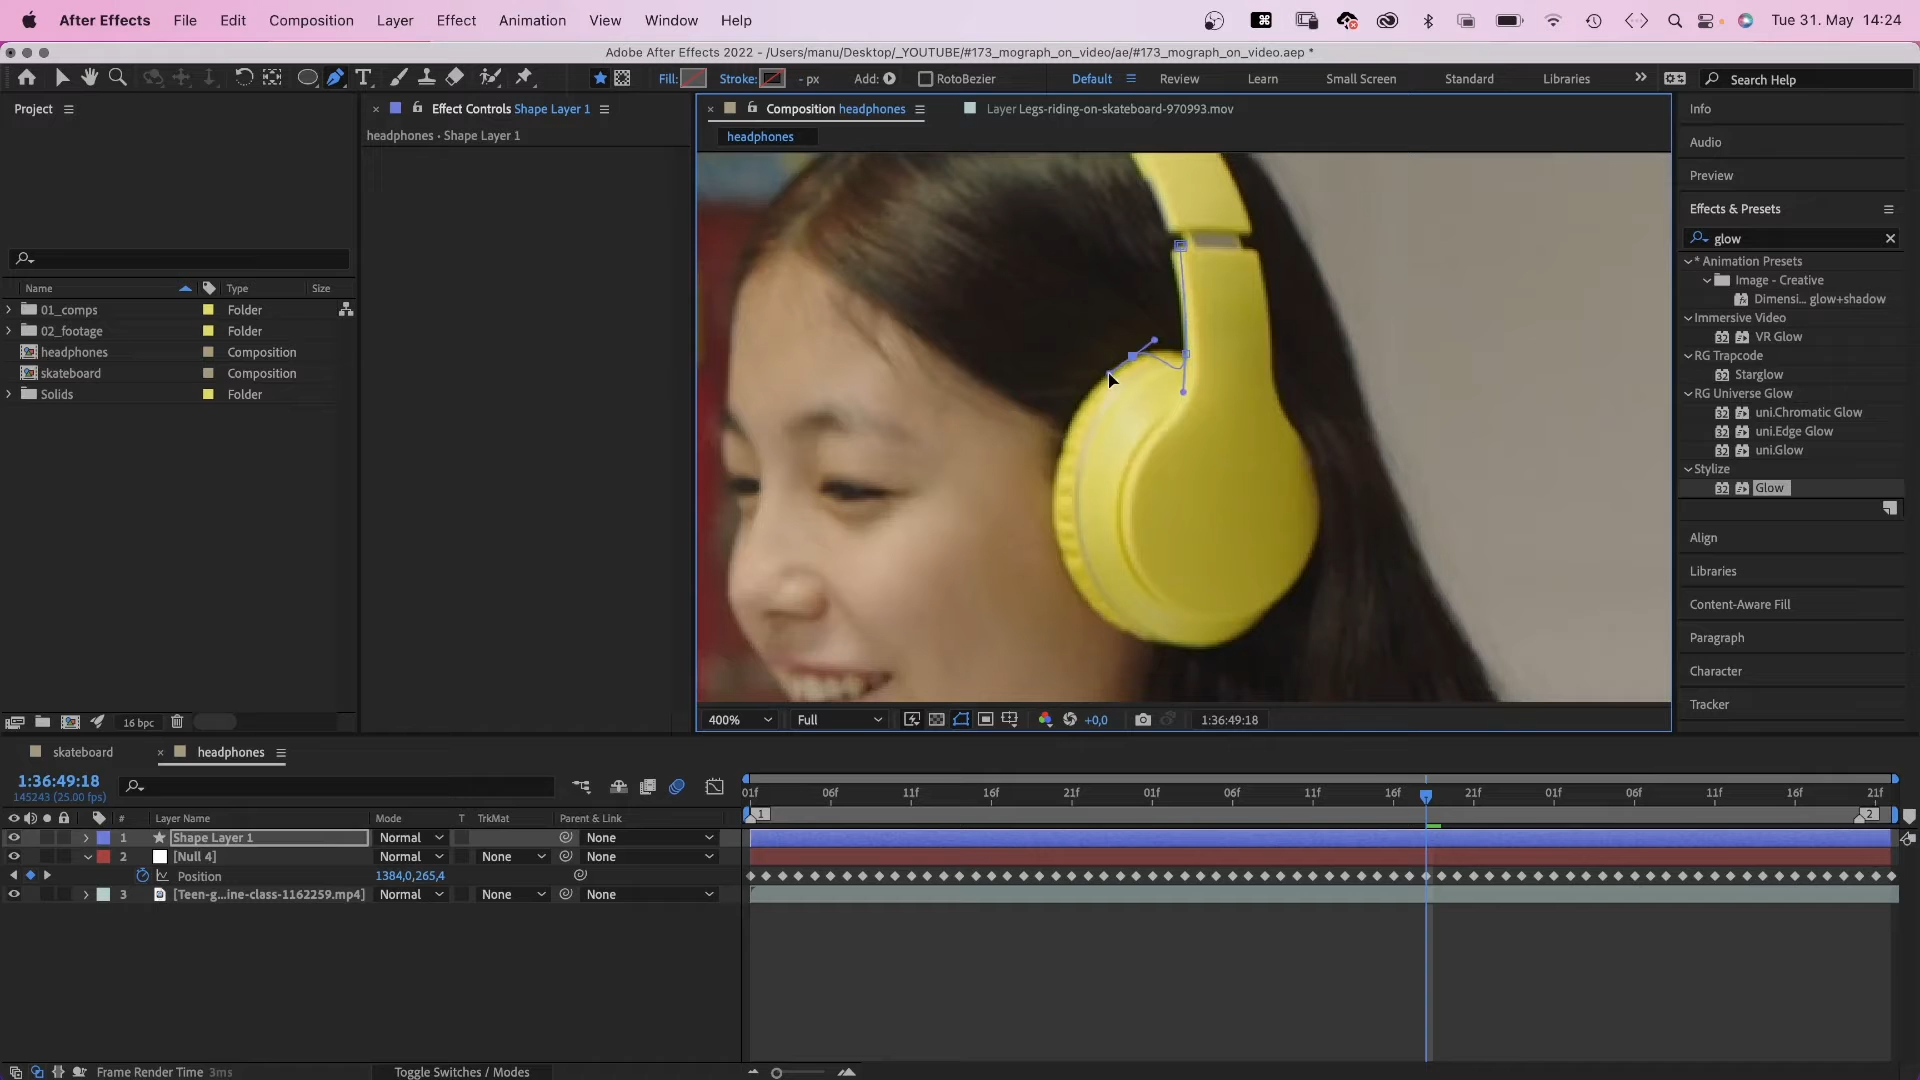 After Effects File Edit Composition Layer Effect Animation View Window Help Tue 31. May 14:24
Adobe After Effects 2022 - /Users/manu/Desktop/_YOUTUBE/#173_mograph_on_video/ae/#173_mograph_on_video.aep *
Fill: Stroke: - px Add: RotoBezier Default Review Learn Small Screen Standard Libraries Search Help
Project Effect Controls Shape Layer 1 Composition headphones Layer Legs-riding-on-skateboard-970993.mov Info
headphones • Shape Layer 1 headphones
Audio
Preview
Effects & Presets
glow
* Animation Presets
Image - Creative
Dimensi... glow+shadow
Immersive Video
VR Glow
RG Trapcode
Starglow
RG Universe Glow
uni.Chromatic Glow
uni.Edge Glow
uni.Glow
Stylize
32 Glow
Align
Libraries
Content-Aware Fill
Paragraph
Character
Tracker
Name Type Size
01_comps Folder
02_footage Folder
headphones Composition
skateboard Composition
Solids Folder
16 bpc
400% Full +0,0 1:36:49:18
skateboard headphones
1:36:49:18
145243 (25.00 fps)
01f 06f 11f 16f 21f 01f 06f 11f 16f 21f 01f 06f 11f 16f 21f
# Layer Name Mode T TrkMat Parent & Link 1 2
1 Shape Layer 1 Normal None
2 [Null 4] Normal None None
Position 1384,0,265,4
3 [Teen-g...ine-class-1162259.mp4] Normal None None
Frame Render Time 3ms Toggle Switches / Modes